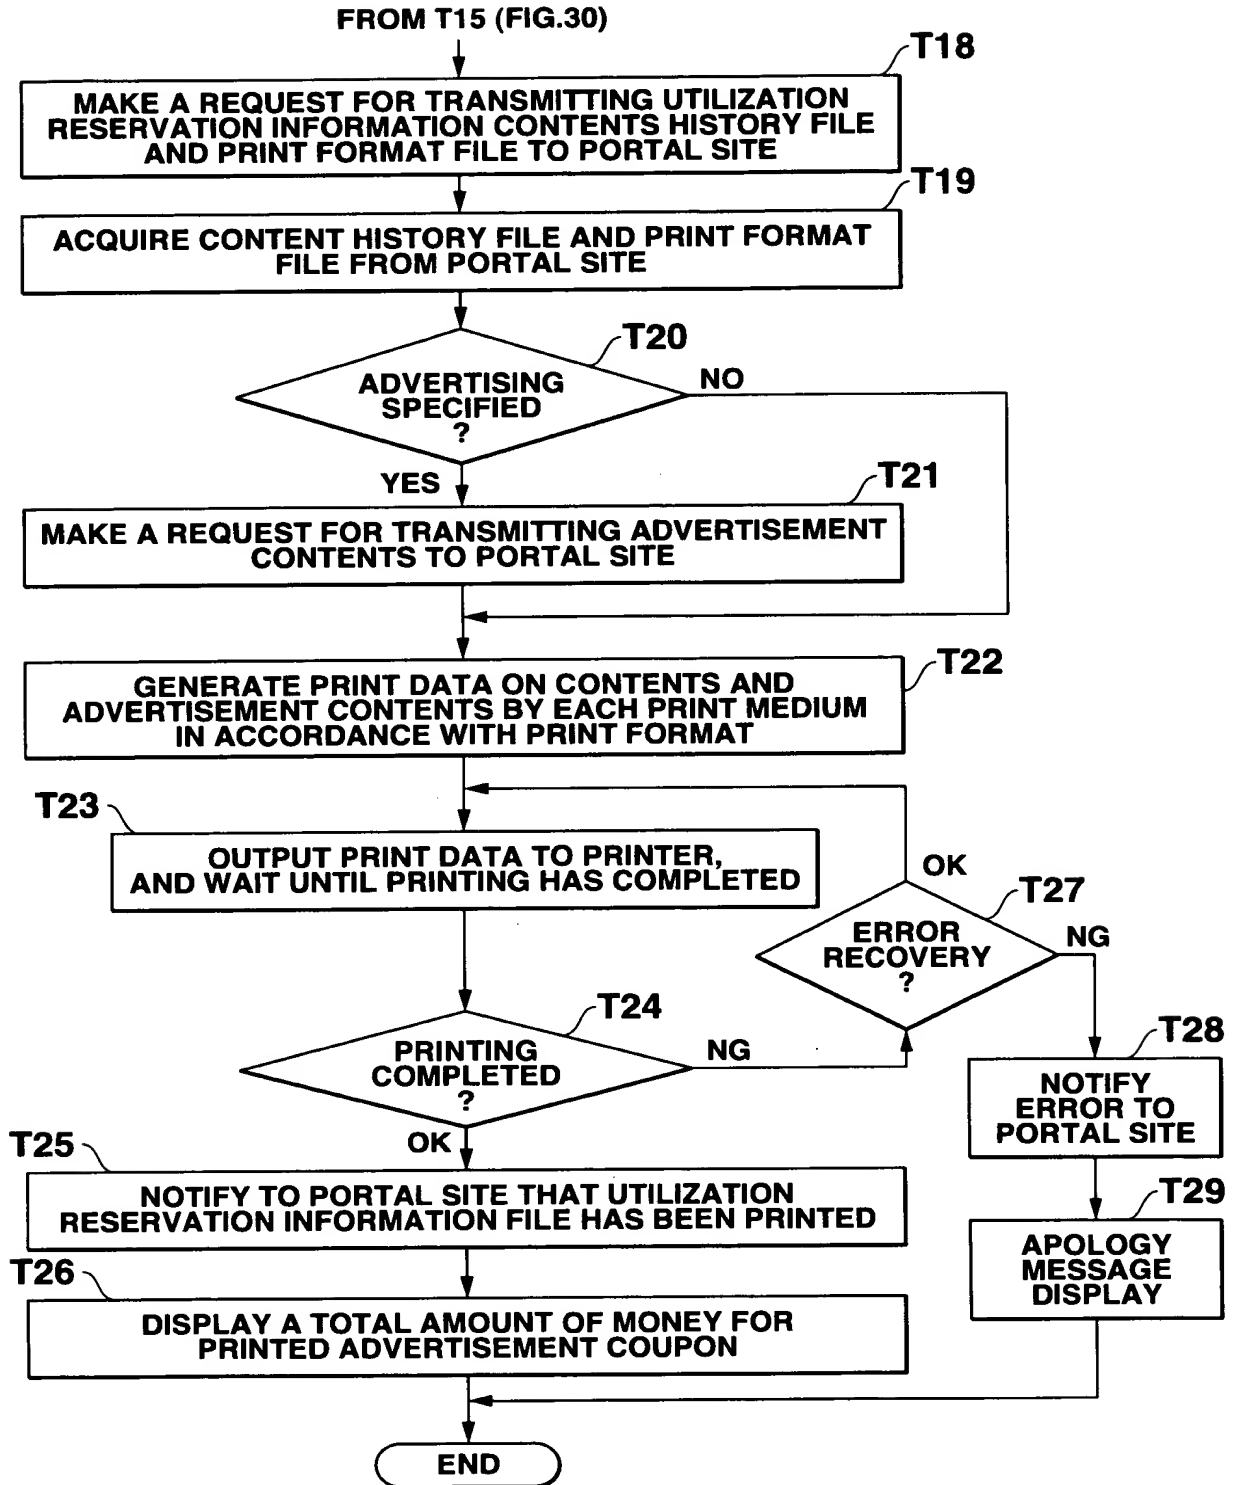 FROM T15 (FIG.30)
T18
MAKE A REQUEST FOR TRANSMITTING UTILIZATION
RESERVATION INFORMATION CONTENTS HISTORY FILE
AND PRINT FORMAT FILE TO PORTAL SITE
T19
ACQUIRE CONTENT HISTORY FILE AND PRINT FORMAT
FILE FROM PORTAL SITE
T20
ADVERTISING
SPECIFIED
?
NO
YES
T21
MAKE A REQUEST FOR TRANSMITTING ADVERTISEMENT
CONTENTS TO PORTAL SITE
T22
GENERATE PRINT DATA ON CONTENTS AND
ADVERTISEMENT CONTENTS BY EACH PRINT MEDIUM
IN ACCORDANCE WITH PRINT FORMAT
T23
OUTPUT PRINT DATA TO PRINTER,
AND WAIT UNTIL PRINTING HAS COMPLETED
OK
T27
ERROR
RECOVERY
?
NG
T24
PRINTING
COMPLETED
?
NG
OK
T28
NOTIFY
ERROR TO
PORTAL SITE
T25
NOTIFY TO PORTAL SITE THAT UTILIZATION
RESERVATION INFORMATION FILE HAS BEEN PRINTED
T29
APOLOGY
MESSAGE
DISPLAY
T26
DISPLAY A TOTAL AMOUNT OF MONEY FOR
PRINTED ADVERTISEMENT COUPON
END